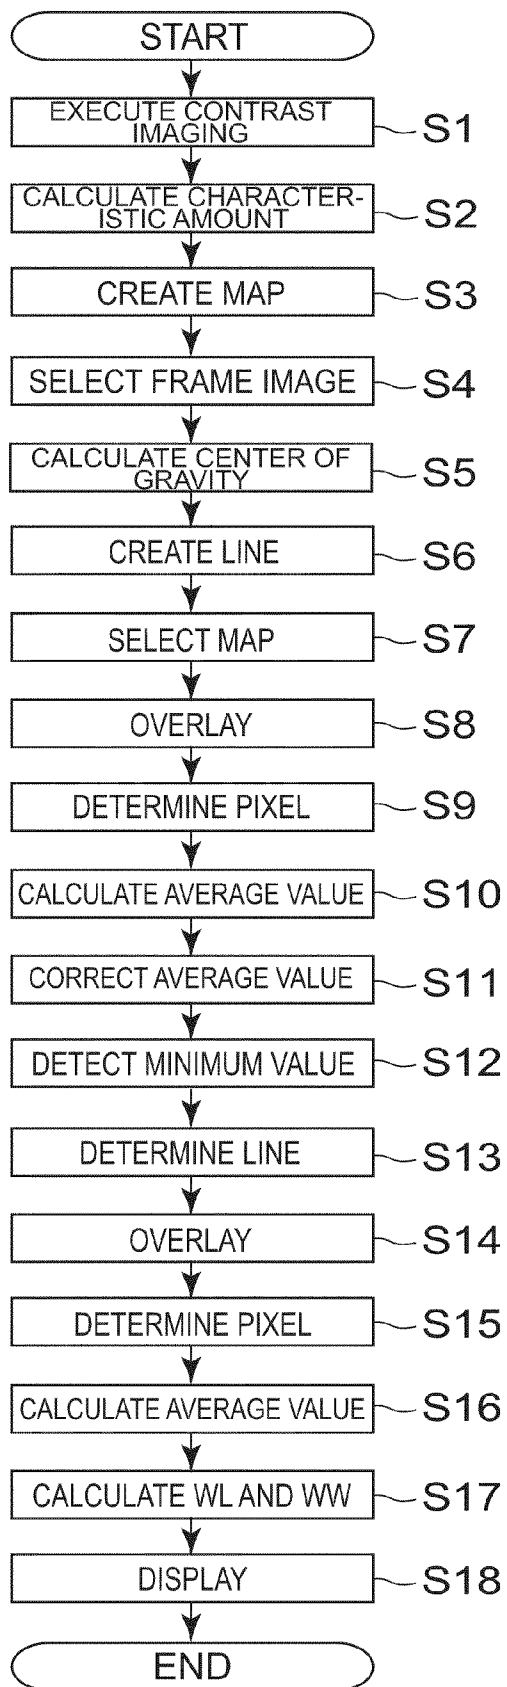 START
EXECUTE CONTRAST
IMAGING
S1
CALCULATE CHARACTER-
ISTIC AMOUNT
S2
CREATE MAP
S3
SELECT FRAME IMAGE
S4
CALCULATE CENTER OF
GRAVITY
S5
CREATE LINE
S6
SELECT MAP
S7
OVERLAY
S8
DETERMINE PIXEL
S9
CALCULATE AVERAGE VALUE
S10
CORRECT AVERAGE VALUE
S11
DETECT MINIMUM VALUE
S12
DETERMINE LINE
S13
OVERLAY
S14
DETERMINE PIXEL
S15
CALCULATE AVERAGE VALUE
S16
CALCULATE WL AND WW
S17
DISPLAY
S18
END